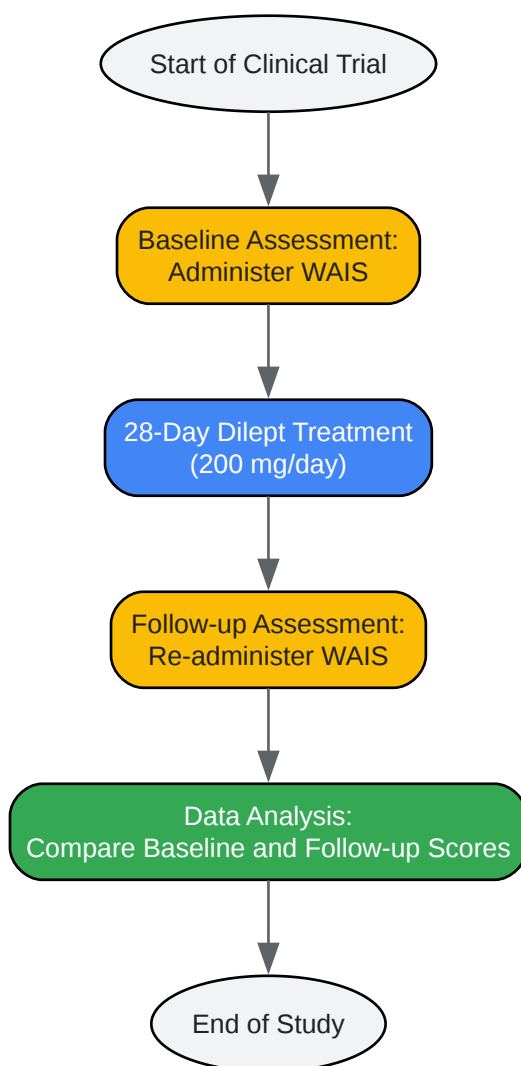 Start of Clinical Trial
Baseline Assessment:
Administer WAIS
28-Day Dilept Treatment
(200 mg/day)
Follow-up Assessment:
Re-administer WAIS
Data Analysis:
Compare Baseline and Follow-up Scores
End of Study